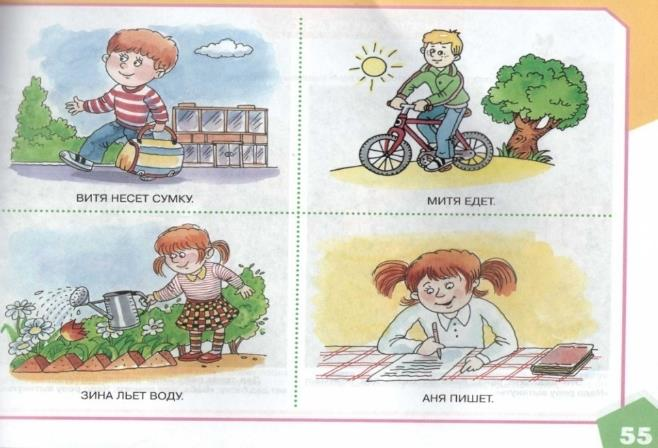 ВИТЯ НЕСЕТ СУМКУ.
МИТЯ ЕДЕТ.
ЗИНА ЛЬЕТ ВОДУ.
АНЯ ПИШЕТ.
55